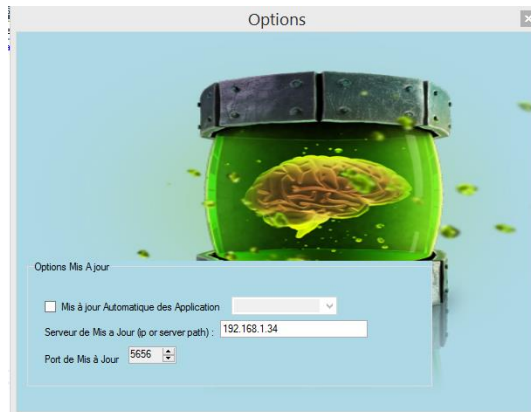 Options
Options Mis A jour
Mis à jour Automatique des Application
Serveur de Mis a Jour (ip or server path) : 192.168.1.34
Port de Mis à Jour 5656